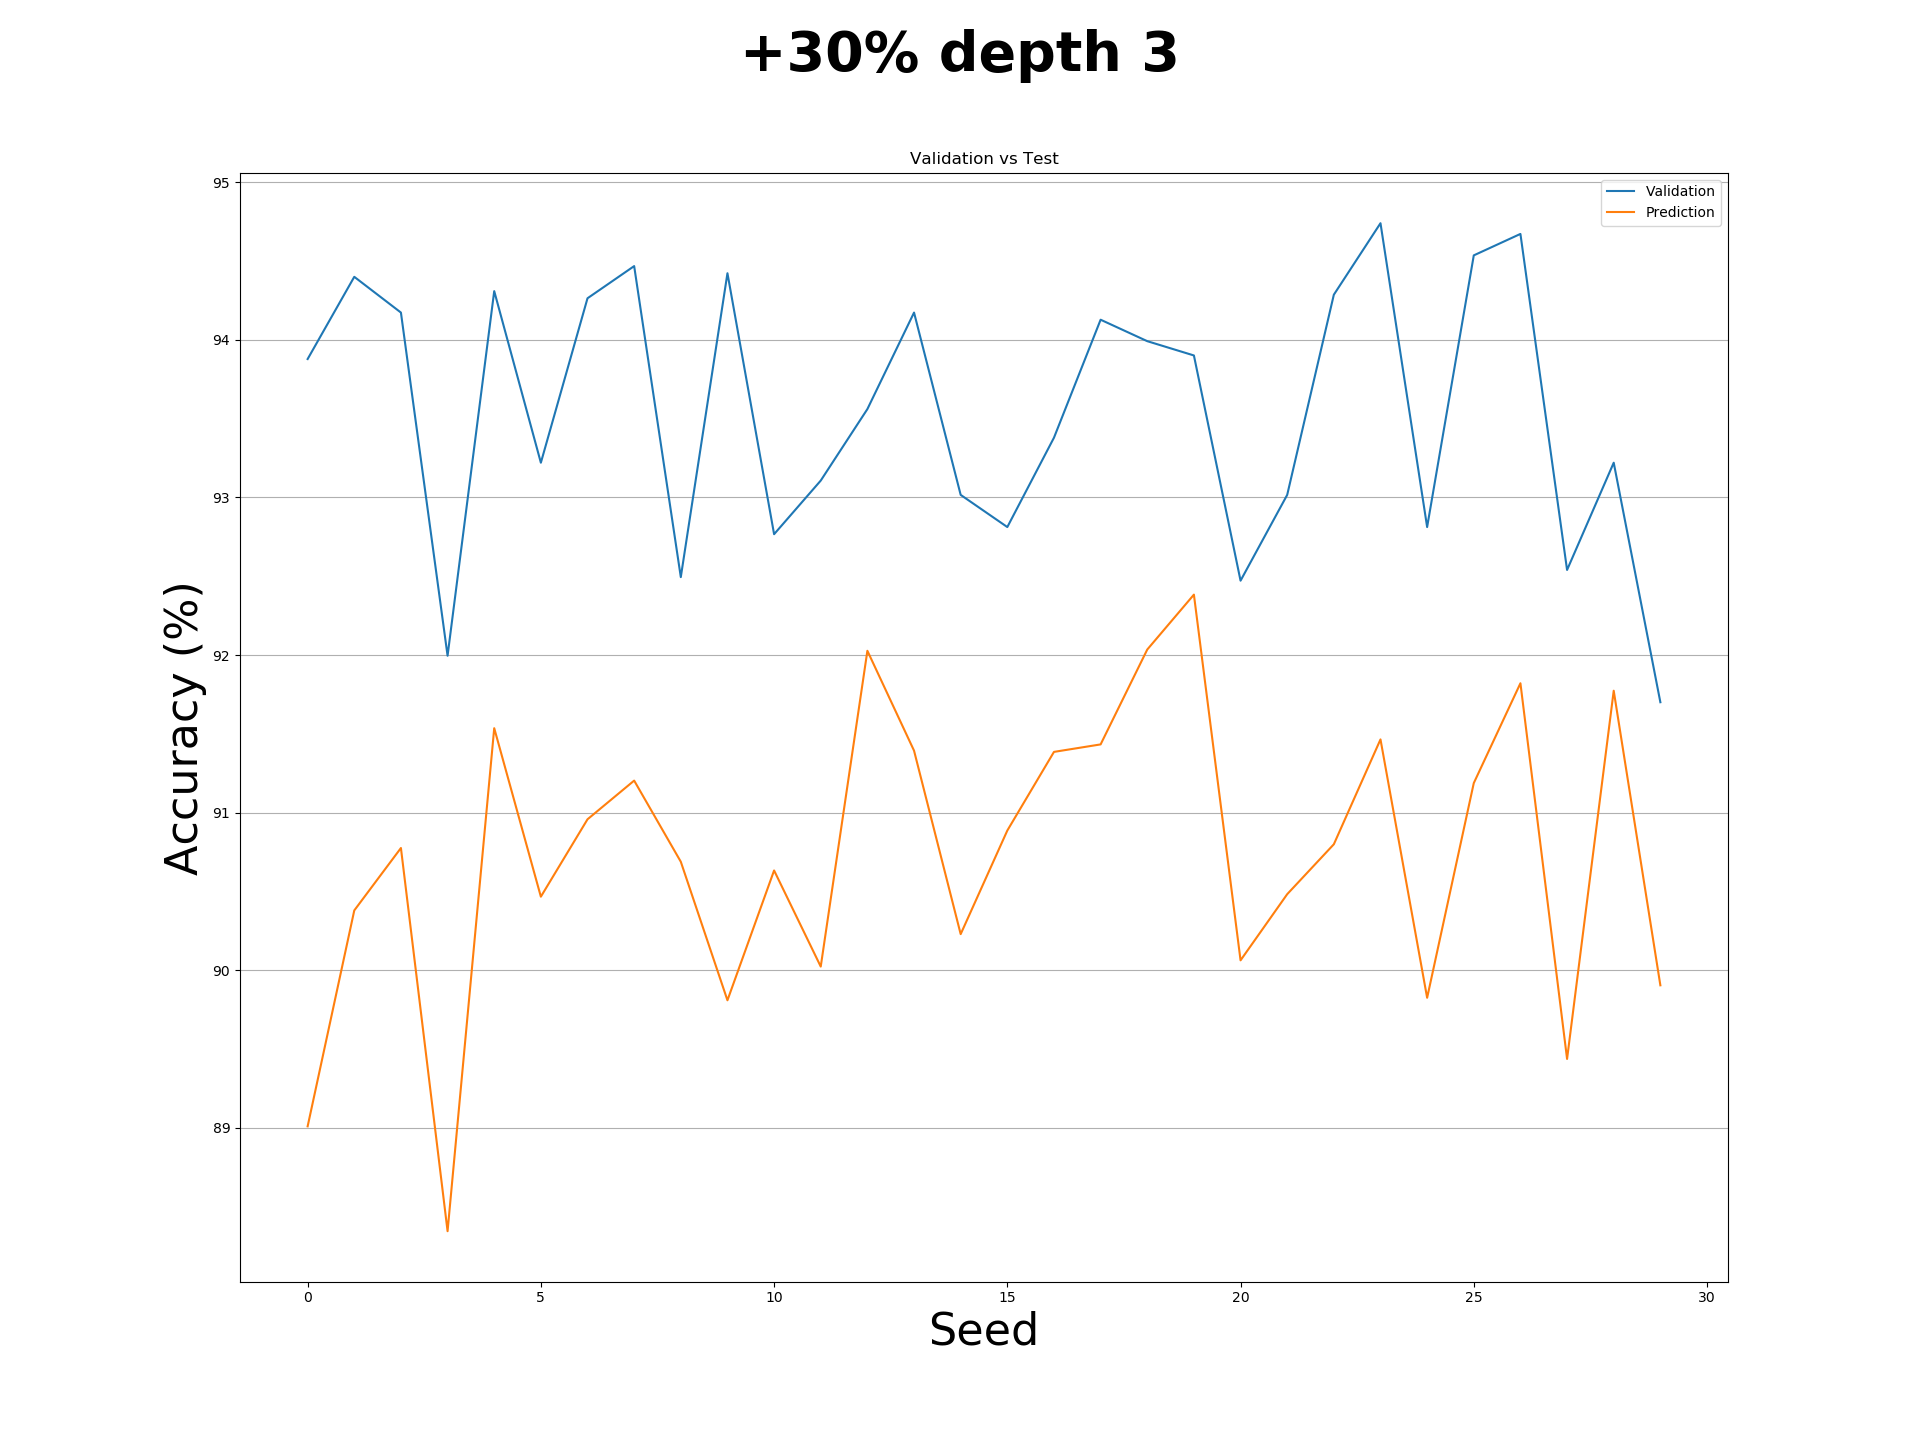 +30% depth 3
Validation vs Test
Validation
Prediction
Accuracy (%)
95
94
93
92
91
90
89
0 5 10 15 20 25 30
Seed